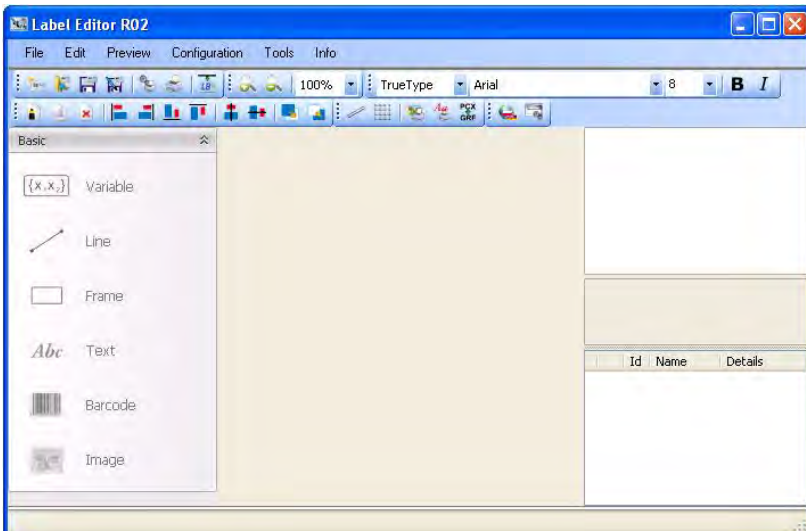 Label Editor R02
File Edit Preview Configuration Tools Info
100% TrueType Arial 8 B I
PCX
GRF
Basic
{x,x₂} Variable
Line
Frame
Abc Text
Barcode
Image
Id Name Details